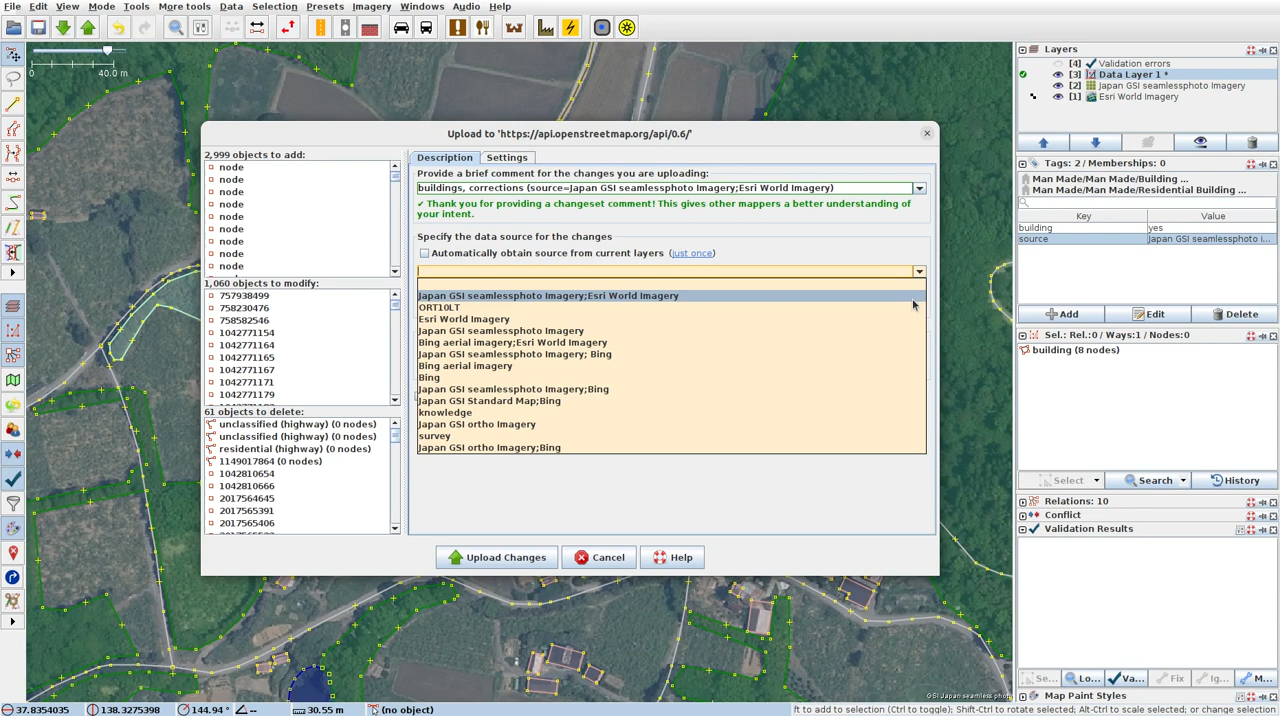 File Edit View Mode Tools More tools Data Selection Presets Imagery Windows Audio Help
0 40.0 m
Upload to 'https://api.openstreetmap.org/api/0.6/'
2,999 objects to add:
node
node
node
node
node
node
node
node
node
1,060 objects to modify:
757938499
758230476
758582546
1042771154
1042771164
1042771165
1042771167
1042771171
1042771179
61 objects to delete:
unclassified (highway) (0 nodes)
unclassified (highway) (0 nodes)
residential (highway) (0 nodes)
1149017864 (0 nodes)
1042810654
1042810666
2017564645
2017565391
2017565406
Description Settings
Provide a brief comment for the changes you are uploading:
buildings, corrections (source=Japan GSI seamlessphoto Imagery;Esri World Imagery)
✔ Thank you for providing a changeset comment! This gives other mappers a better understanding of
your intent.
Specify the data source for the changes
Automatically obtain source from current layers (just once)
Japan GSI seamlessphoto Imagery;Esri World Imagery
ORT10LT
Esri World Imagery
Japan GSI seamlessphoto Imagery
Bing aerial imagery;Esri World Imagery
Japan GSI seamlessphoto Imagery; Bing
Bing aerial imagery
Bing
Japan GSI seamlessphoto Imagery;Bing
Japan GSI Standard Map;Bing
knowledge
Japan GSI ortho Imagery
survey
Japan GSI ortho Imagery;Bing
Upload Changes Cancel Help
Layers
[4] Validation errors
[3] Data Layer 1 *
[2] Japan GSI seamlessphoto Imagery
[1] Esri World Imagery
Tags: 2 / Memberships: 0
Man Made/Man Made/Building ...
Man Made/Man Made/Residential Building ...
Key Value
building yes
source Japan GSI seamlessphoto i...
Add Edit Delete
Sel.: Rel.:0 / Ways:1 / Nodes:0
building (8 nodes)
Select Search History
Relations: 10
Conflict
Validation Results
Se... Lo... Va... Fix Ig... M...
Map Paint Styles
GSI Japan seamless photo
37.8354035 138.3275398 144.94 ° -- 30.55 m (no object) ft to add to selection (Ctrl to toggle); Shift-Ctrl to rotate selected; Alt-Ctrl to scale selected; or change selection